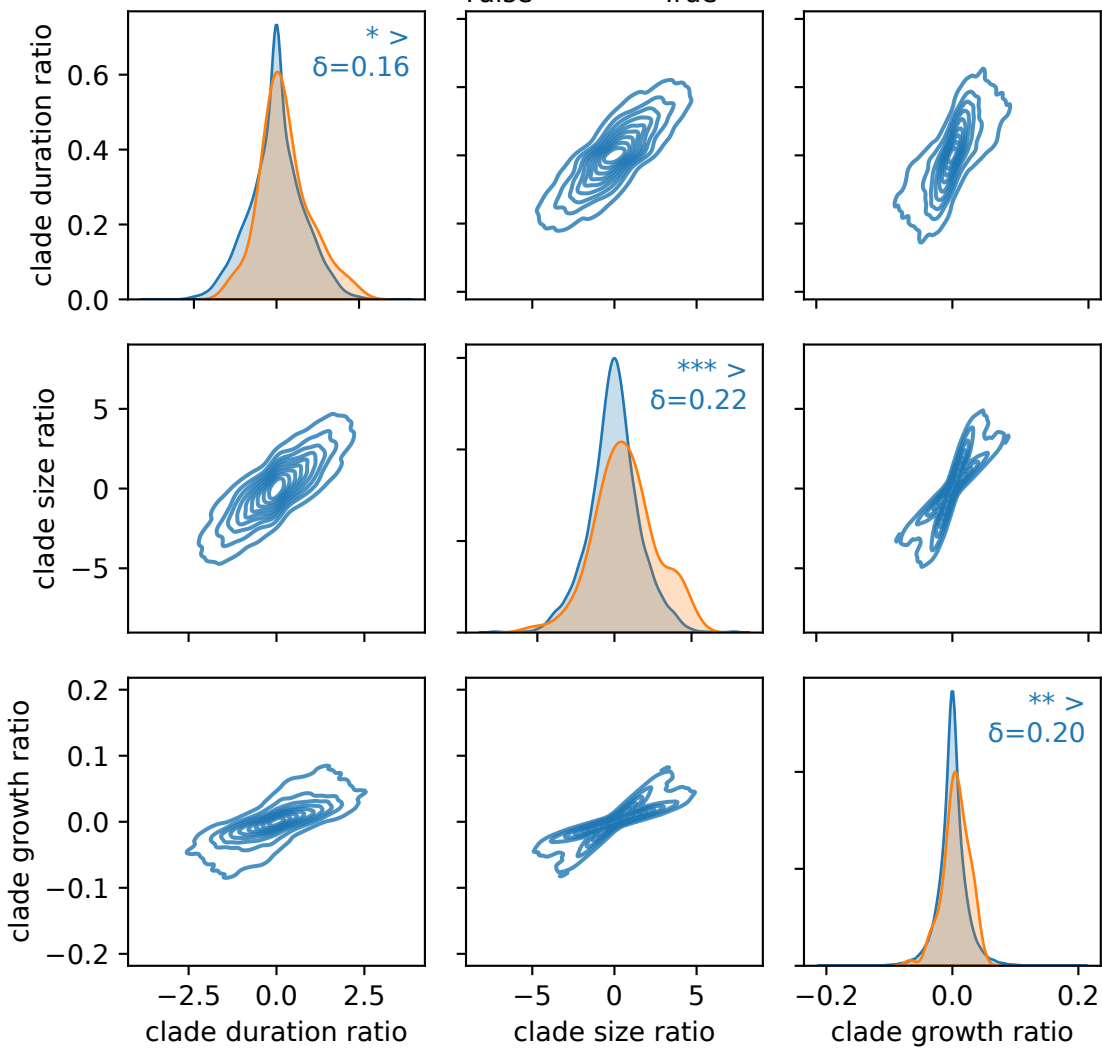 True
clade duration ratio
0.6
0.4
0.2
0.0
* >
δ=0.16
clade size ratio
5
0
−5
*** >
δ=0.22
clade growth ratio
0.2
0.1
0.0
−0.1
−0.2
** >
δ=0.20
−2.5 0.0 2.5
−5 0 5
−0.2 0.0 0.2
clade duration ratio
clade size ratio
clade growth ratio